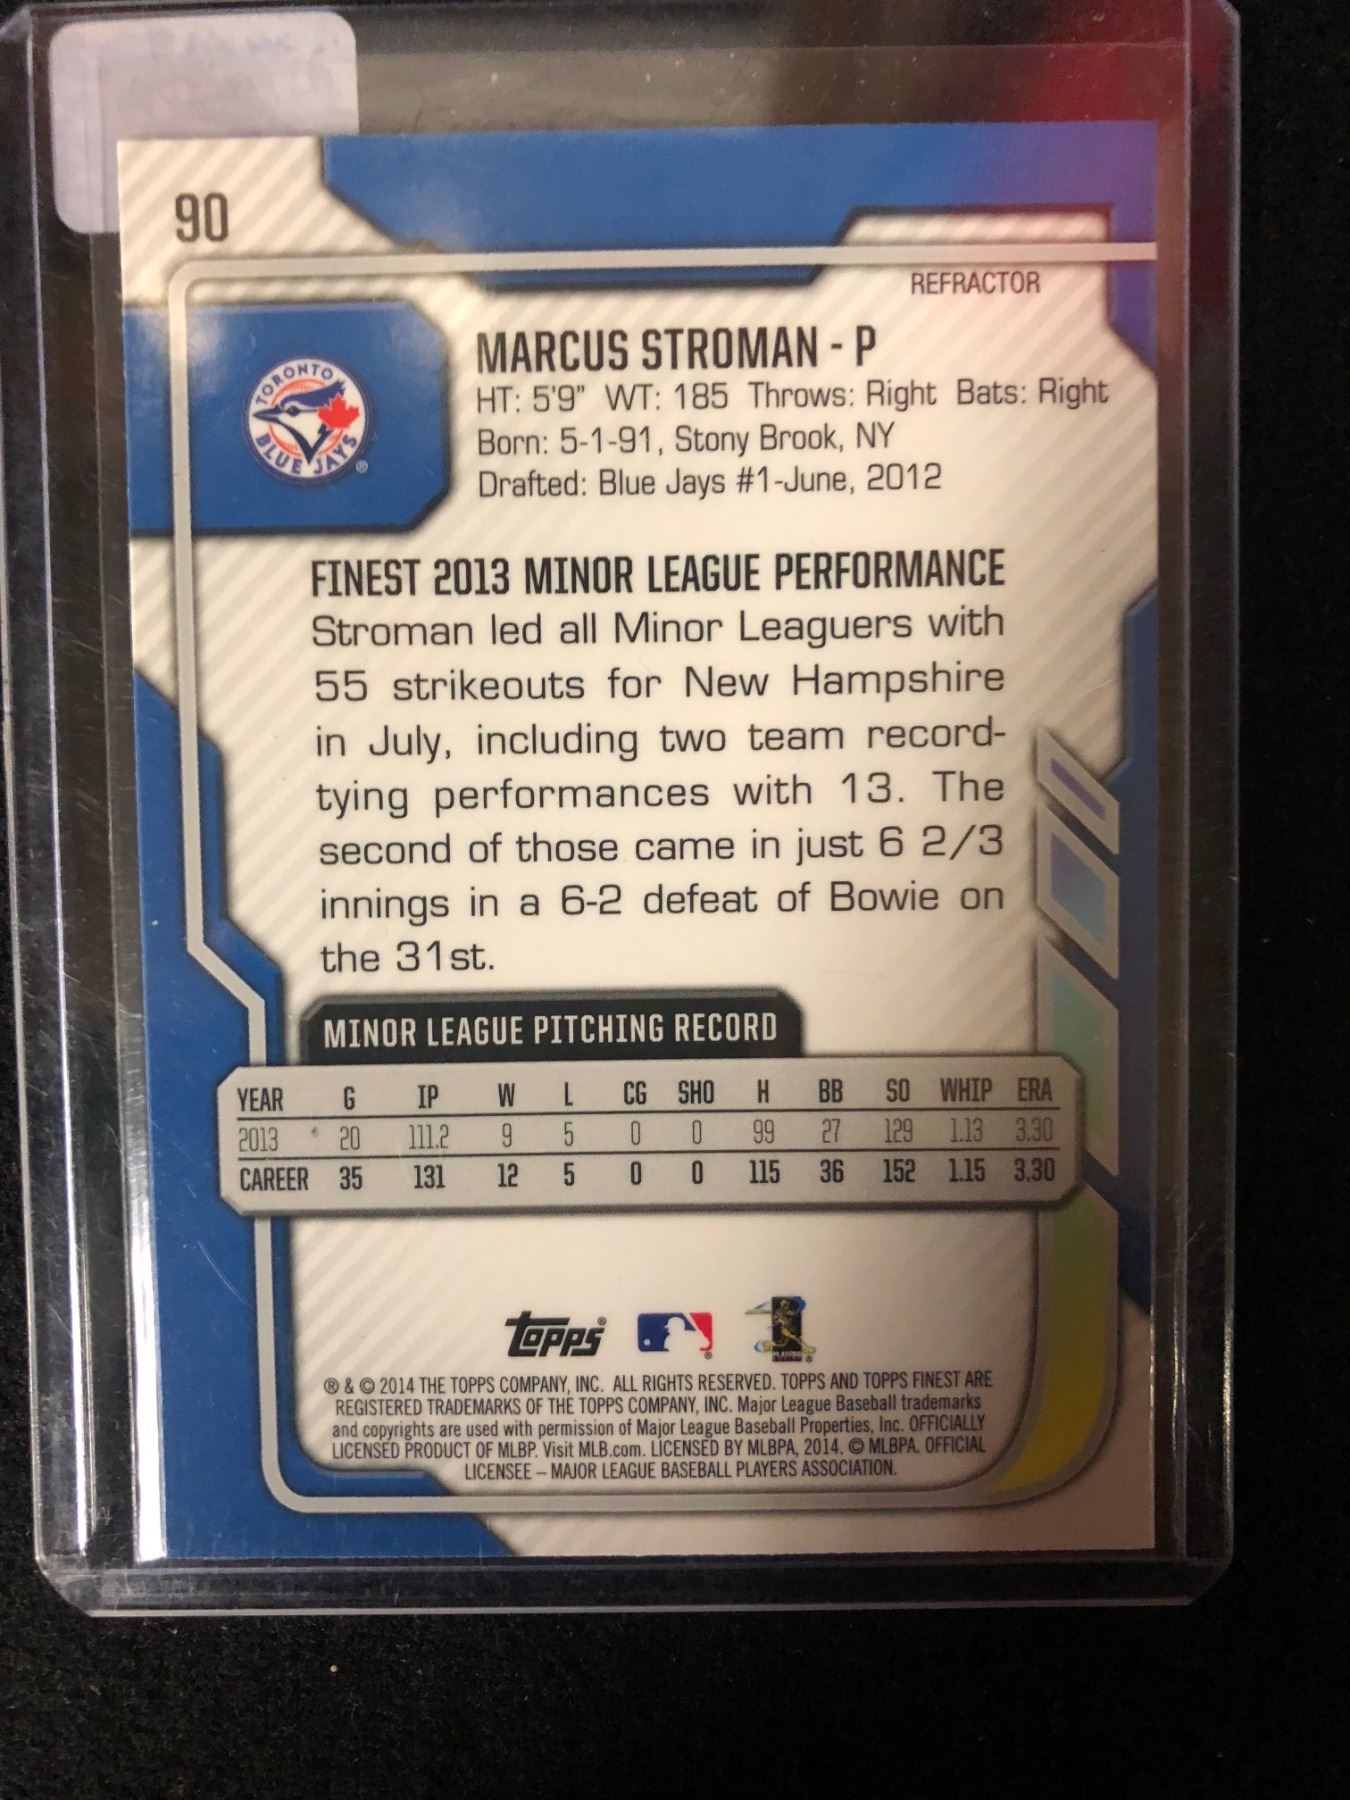 90
REFRACTOR
TORONTO
BLUE JAYS ®
MARCUS STROMAN - P
HT: 5'9" WT: 185 Throws: Right Bats: Right
Born: 5-1-91, Stony Brook, NY
Drafted: Blue Jays #1-June, 2012
FINEST 2013 MINOR LEAGUE PERFORMANCE
Stroman led all Minor Leaguers with
55 strikeouts for New Hampshire
in July, including two team record-
tying performances with 13. The
second of those came in just 6 2/3
innings in a 6-2 defeat of Bowie on
the 31st.
MINOR LEAGUE PITCHING RECORD
YEAR G IP W L CG SHO H BB SO WHIP ERA
2013 20 111.2 9 5 0 0 99 27 129 1.13 3.30
CAREER 35 131 12 5 0 0 115 36 152 1.15 3.30
topps®
® & © 2014 THE TOPPS COMPANY, INC. ALL RIGHTS RESERVED. TOPPS AND TOPPS FINEST ARE
REGISTERED TRADEMARKS OF THE TOPPS COMPANY, INC. Major League Baseball trademarks
and copyrights are used with permission of Major League Baseball Properties, Inc. OFFICIALLY
LICENSED PRODUCT OF MLBP. Visit MLB.com. LICENSED BY MLBPA, 2014. © MLBPA. OFFICIAL
LICENSEE – MAJOR LEAGUE BASEBALL PLAYERS ASSOCIATION.